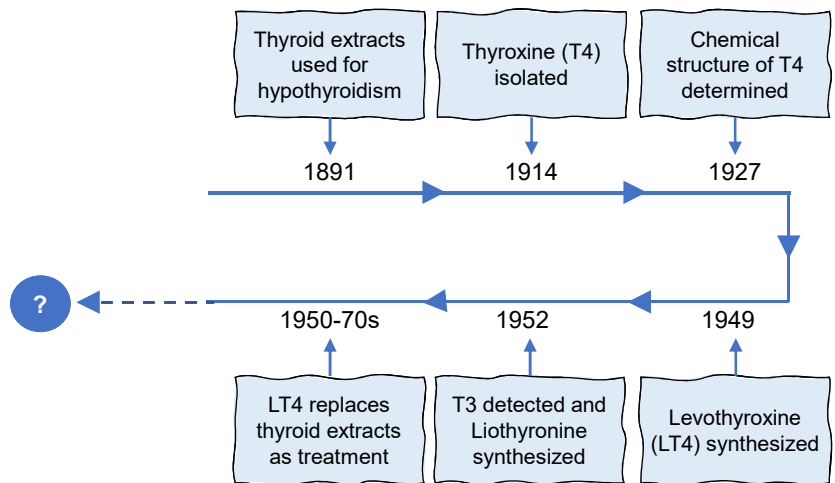 Thyroid extracts
used for
hypothyroidism
Thyroxine (T4)
isolated
Chemical
structure of T4
determined
1891
1914
1927
?
1950-70s
1952
1949
LT4 replaces
thyroid extracts
as treatment
T3 detected and
Liothyronine
synthesized
Levothyroxine
(LT4) synthesized